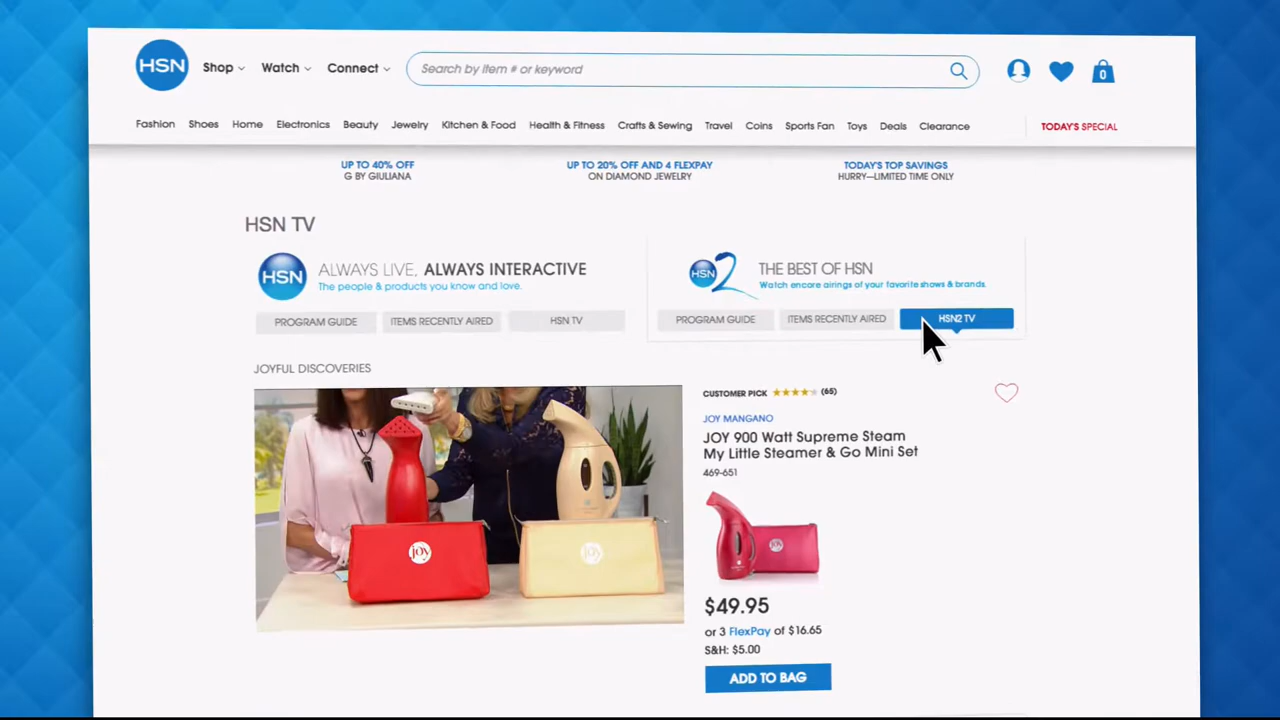 HSN
Shop
Watch
Connect
Search by item # or keyword
0
Fashion
Shoes
Home
Electronics
Beauty
Jewelry
Kitchen & Food
Health & Fitness
Crafts & Sewing
Travel
Coins
Sports Fan
Toys
Deals
Clearance
TODAY'S SPECIAL
UP TO 40% OFF
G BY GIULIANA
UP TO 20% OFF AND 4 FLEXPAY
ON DIAMOND JEWELRY
TODAY'S TOP SAVINGS
HURRY—LIMITED TIME ONLY
HSN TV
HSN
ALWAYS LIVE, ALWAYS INTERACTIVE
The people & products you know and love.
PROGRAM GUIDE
ITEMS RECENTLY AIRED
HSN TV
HSN2
THE BEST OF HSN
Watch encore airings of your favorite shows & brands.
PROGRAM GUIDE
ITEMS RECENTLY AIRED
HSN2 TV
JOYFUL DISCOVERIES
joy
joy
CUSTOMER PICK
(65)
JOY MANGANO
JOY 900 Watt Supreme Steam
My Little Steamer & Go Mini Set
469-651
joy
$49.95
or 3 FlexPay of $16.65
S&H: $5.00
ADD TO BAG